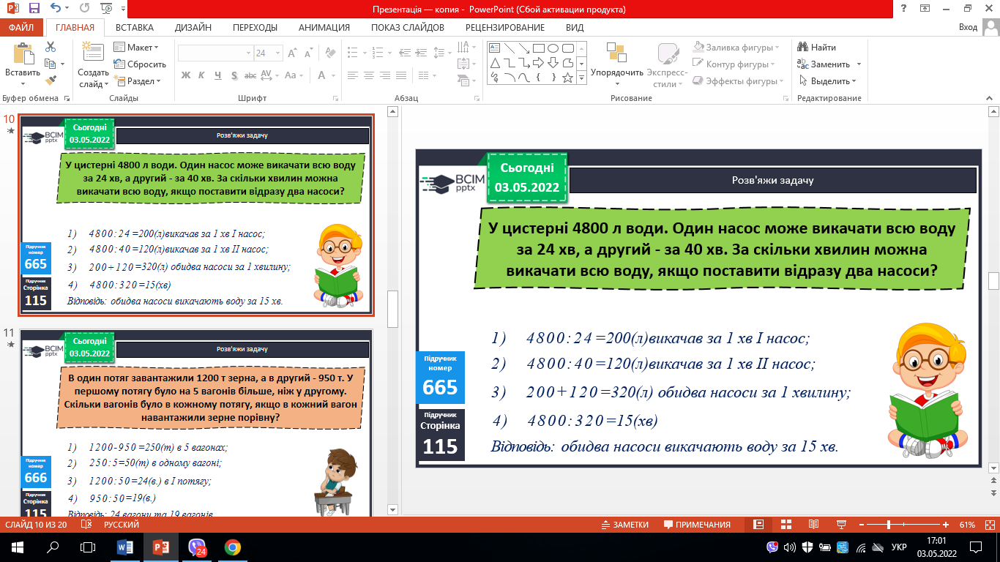 Презентація — копия - PowerPoint (Сбой активации продукта)
ФАЙЛ ГЛАВНАЯ ВСТАВКА ДИЗАЙН ПЕРЕХОДЫ АНИМАЦИЯ ПОКАЗ СЛАЙДОВ РЕЦЕНЗИРОВАНИЕ ВИД Вход
Вставить
Буфер обмена
Создать слайд
Макет
Сбросить
Раздел
Слайды
24
Ж К Ч S abc AV Aa А
Шрифт
Абзац
Упорядочить
Экспресс-стили
Заливка фигуры
Контур фигуры
Эффекты фигуры
Рисование
Найти
Заменить
Выделить
Редактирование
10
ВСІМ
pptx
Сьогодні
03.05.2022
Розв'яжи задачу
У цистерні 4800 л води. Один насос може викачати всю воду
за 24 хв, а другий - за 40 хв. За скільки хвилин можна
викачати всю воду, якщо поставити відразу два насоси?
1) 4800:24=200(л)викачав за 1 хв І насос;
2) 4800:40=120(л)викачав за 1 хв ІІ насос;
3) 200+120=320(л) обидва насоси за 1 хвилину;
4) 4800:320=15(хв)
Відповідь: обидва насоси викачають воду за 15 хв.
Підручник
номер
665
Підручник
Сторінка
115
11
ВСІМ
pptx
Сьогодні
03.05.2022
Розв'яжи задачу
В один потяг завантажили 1200 т зерна, а в другий - 950 т. У
першому потягу було на 5 вагонів більше, ніж у другому.
Скільки вагонів було в кожному потягу, якщо в кожний вагон
навантажили зерне порівну?
1) 1200-950=250(т) в 5 вагонах;
2) 250:5=50(т) в одному вагоні;
3) 1200:50=24(в.) в І потягу;
4) 950:50=19(в.)
Відповідь: 24 вагони та 19 вагонів
Підручник
номер
666
Підручник
Сторінка
115
ВСІМ
pptx
Сьогодні
03.05.2022
Розв'яжи задачу
У цистерні 4800 л води. Один насос може викачати всю воду
за 24 хв, а другий - за 40 хв. За скільки хвилин можна
викачати всю воду, якщо поставити відразу два насоси?
1) 4800:24=200(л)викачав за 1 хв І насос;
2) 4800:40=120(л)викачав за 1 хв ІІ насос;
3) 200+120=320(л) обидва насоси за 1 хвилину;
4) 4800:320=15(хв)
Відповідь: обидва насоси викачають воду за 15 хв.
Підручник
номер
665
Підручник
Сторінка
115
СЛАЙД 10 ИЗ 20 РУССКИЙ ЗАМЕТКИ ПРИМЕЧАНИЯ 61%
24 УКР 17:01
03.05.2022